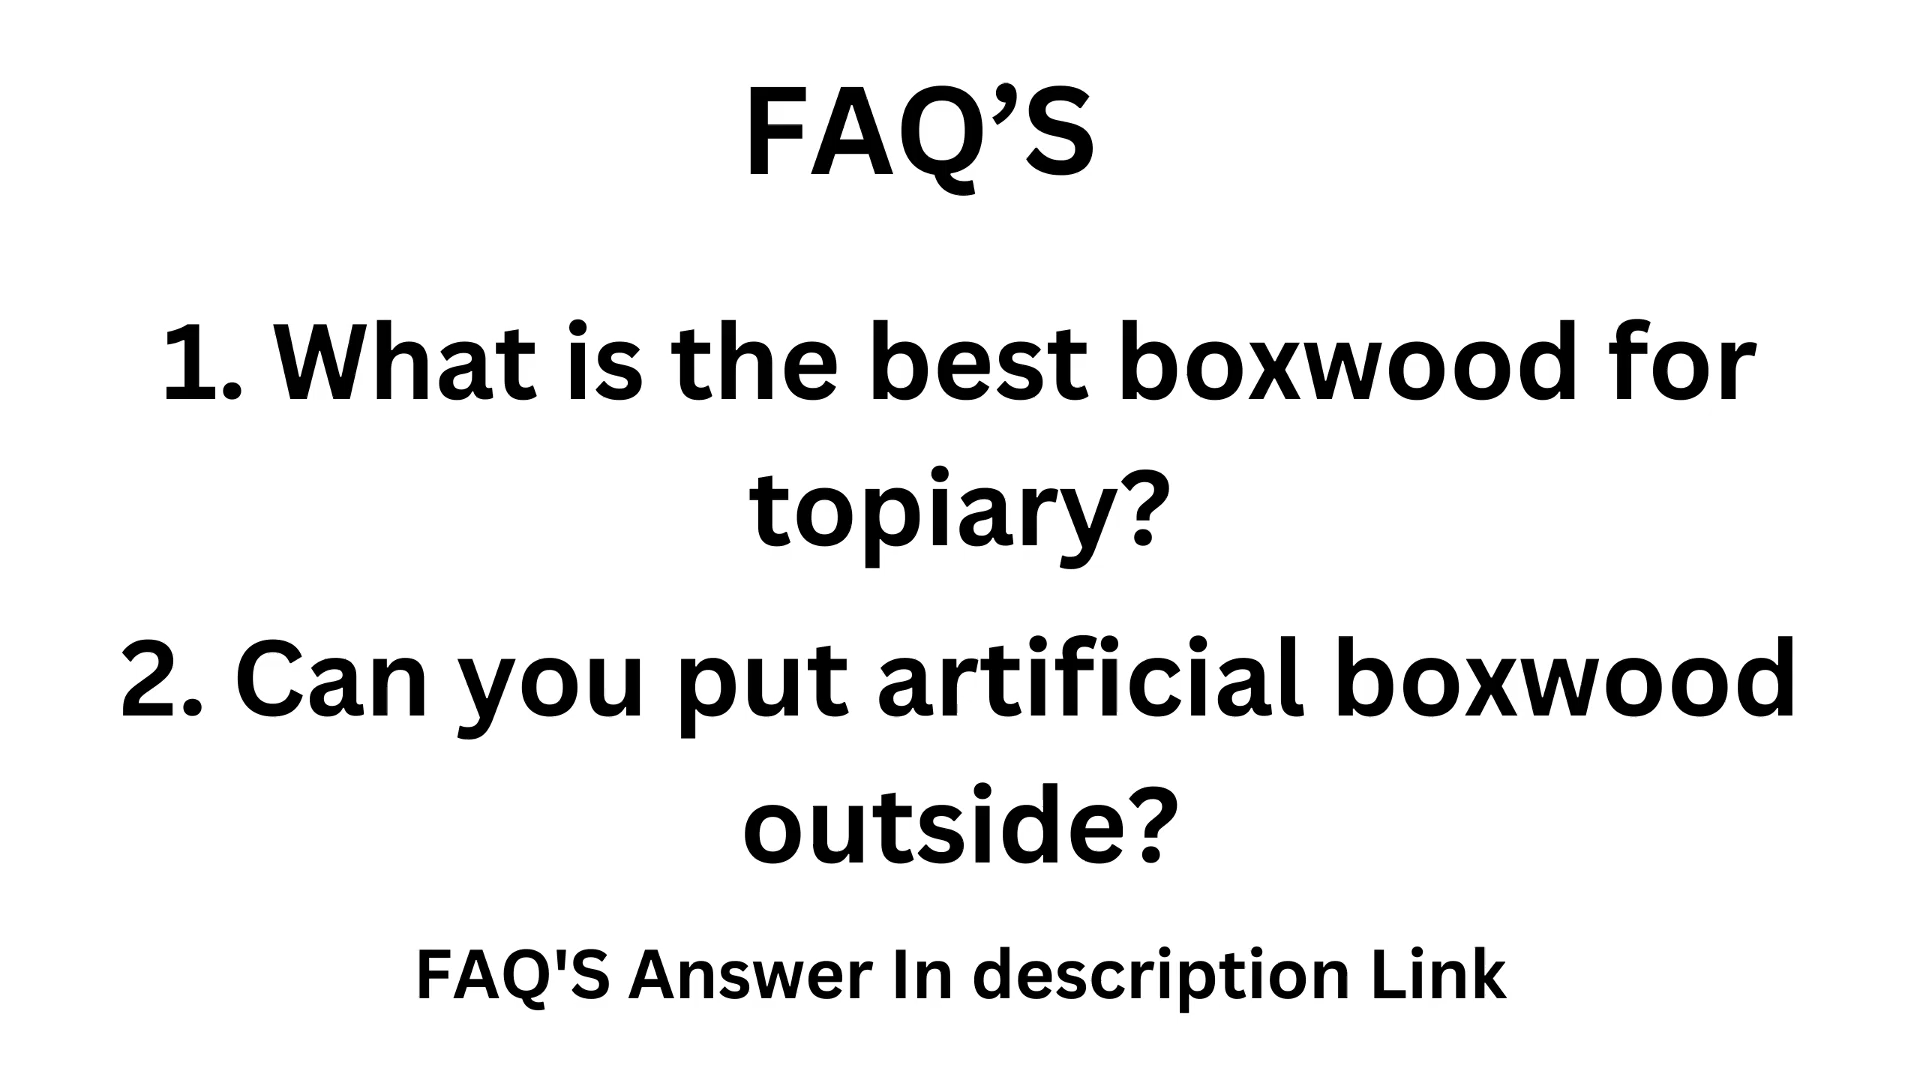 FAQ’S
1. What is the best boxwood for
topiary?
2. Can you put artificial boxwood
outside?
FAQ'S Answer In description Link